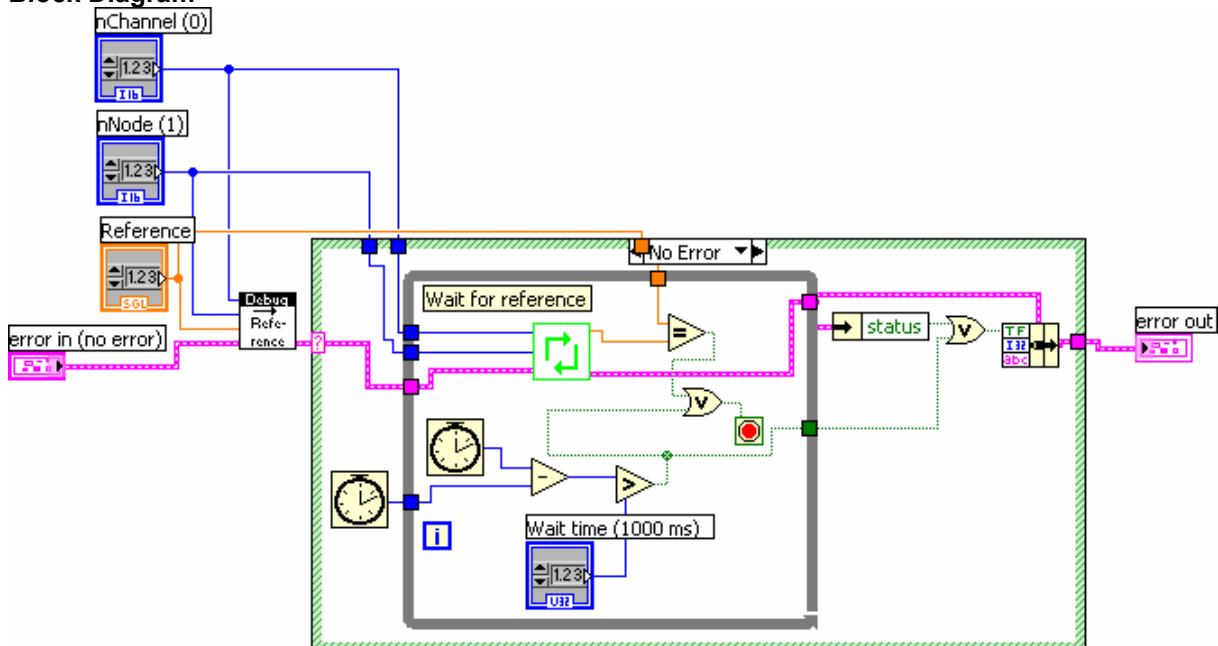 Block Diagram
nChannel (0)
1.23
I16
nNode (1)
1.23
I16
Reference
1.23
SGL
Debug
Refe-
rence
error in (no error)
?
No Error
Wait for reference
=
V
status
V
TF
I32
abc
error out
-
>
i
Wait time (1000 ms)
1.23
U32